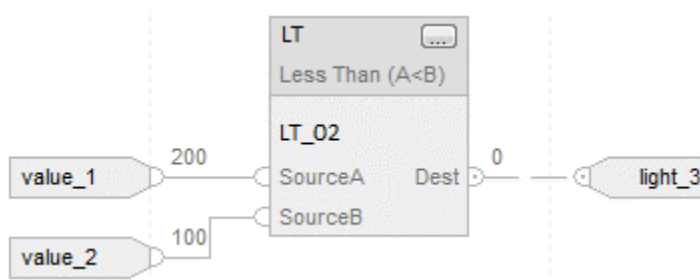 LT
...
Less Than (A<B)
LT_02
200
0
value_1
SourceA
Dest
light_3
SourceB
100
value_2